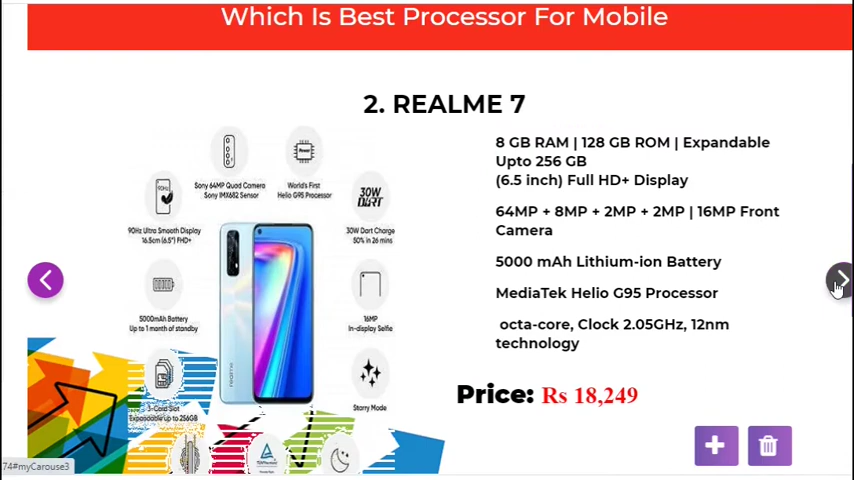 Which Is Best Processor For Mobile
2. REALME 7
8 GB RAM | 128 GB ROM | Expandable
Upto 256 GB
(6.5 inch) Full HD+ Display
64MP + 8MP + 2MP + 2MP | 16MP Front
Camera
5000 mAh Lithium-ion Battery
MediaTek Helio G95 Processor
octa-core, Clock 2.05GHz, 12nm
technology
Price: Rs 18,249
Sony 64MP Quad Camera
Sony IMX682 Sensor
Power
World's First
Helio G95 Processor
90Hz
90Hz Ultra Smooth Display
16.5cm (6.5") FHD+
30W
DART
30W Dart Charge
50% in 26 mins
5000mAh Battery
Up to 1 month of standby
16MP
In-display Selfie
realme
3-Card Slot
Expandable up to 256GB
Starry Mode
74#myCarouse3